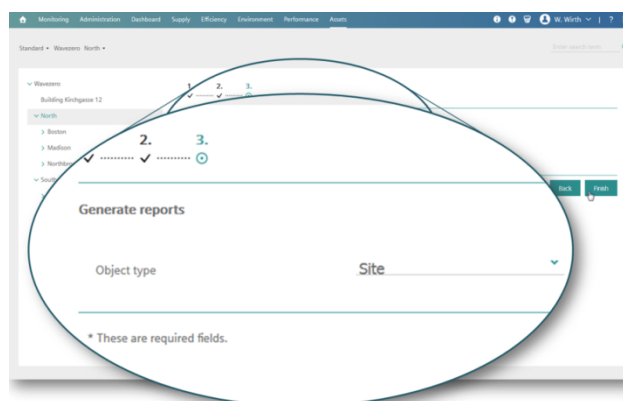 Monitoring Administration Dashboard Supply Efficiency Environment Performance Assets W. Wirth | ?
Standard Wavezero North
Enter search term
Wavezero
Building Kirchgasse 12
North
Boston
Madison
South
1. 2. 3.
2. 3.
Generate reports
Object type Site
* These are required fields.
Back Finish